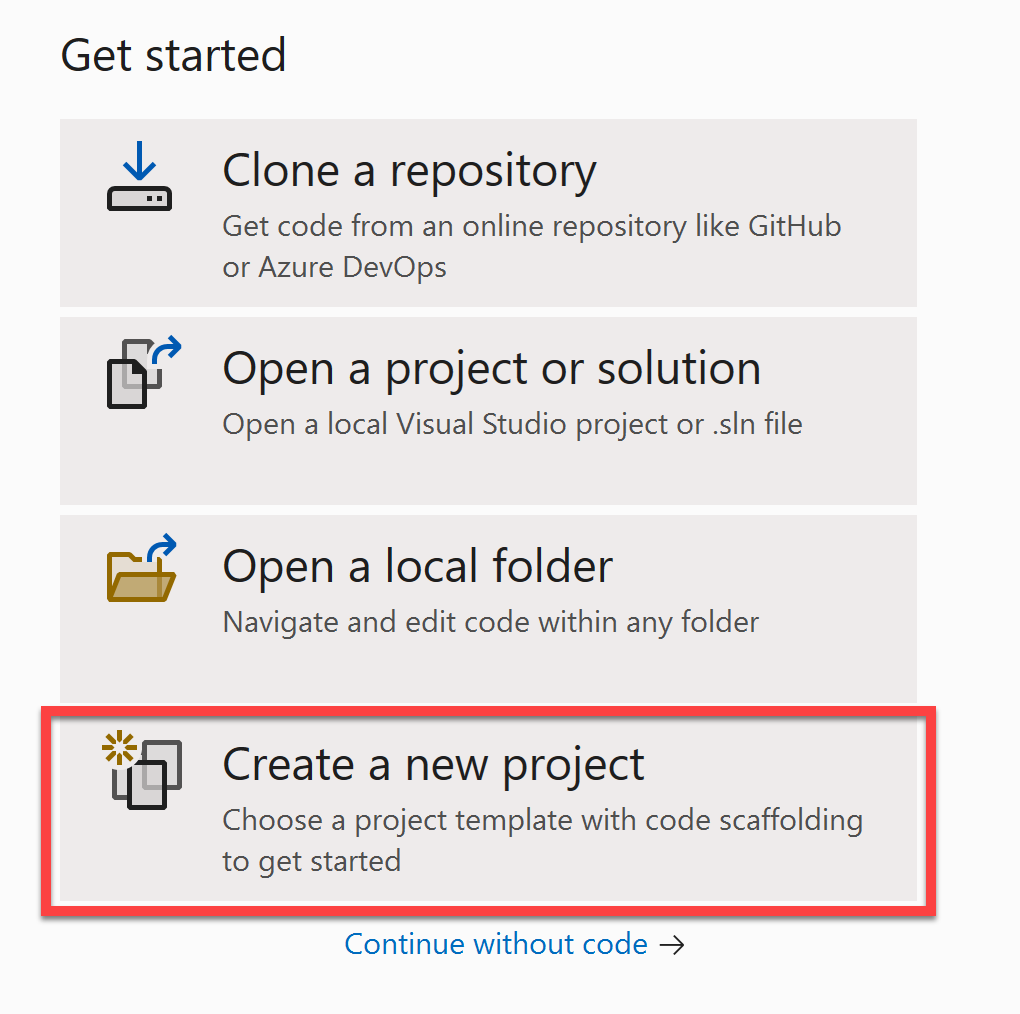 Get started
Clone a repository
Get code from an online repository like GitHub
or Azure DevOps
Open a project or solution
Open a local Visual Studio project or .sln file
Open a local folder
Navigate and edit code within any folder
Create a new project
Choose a project template with code scaffolding
to get started
Continue without code →